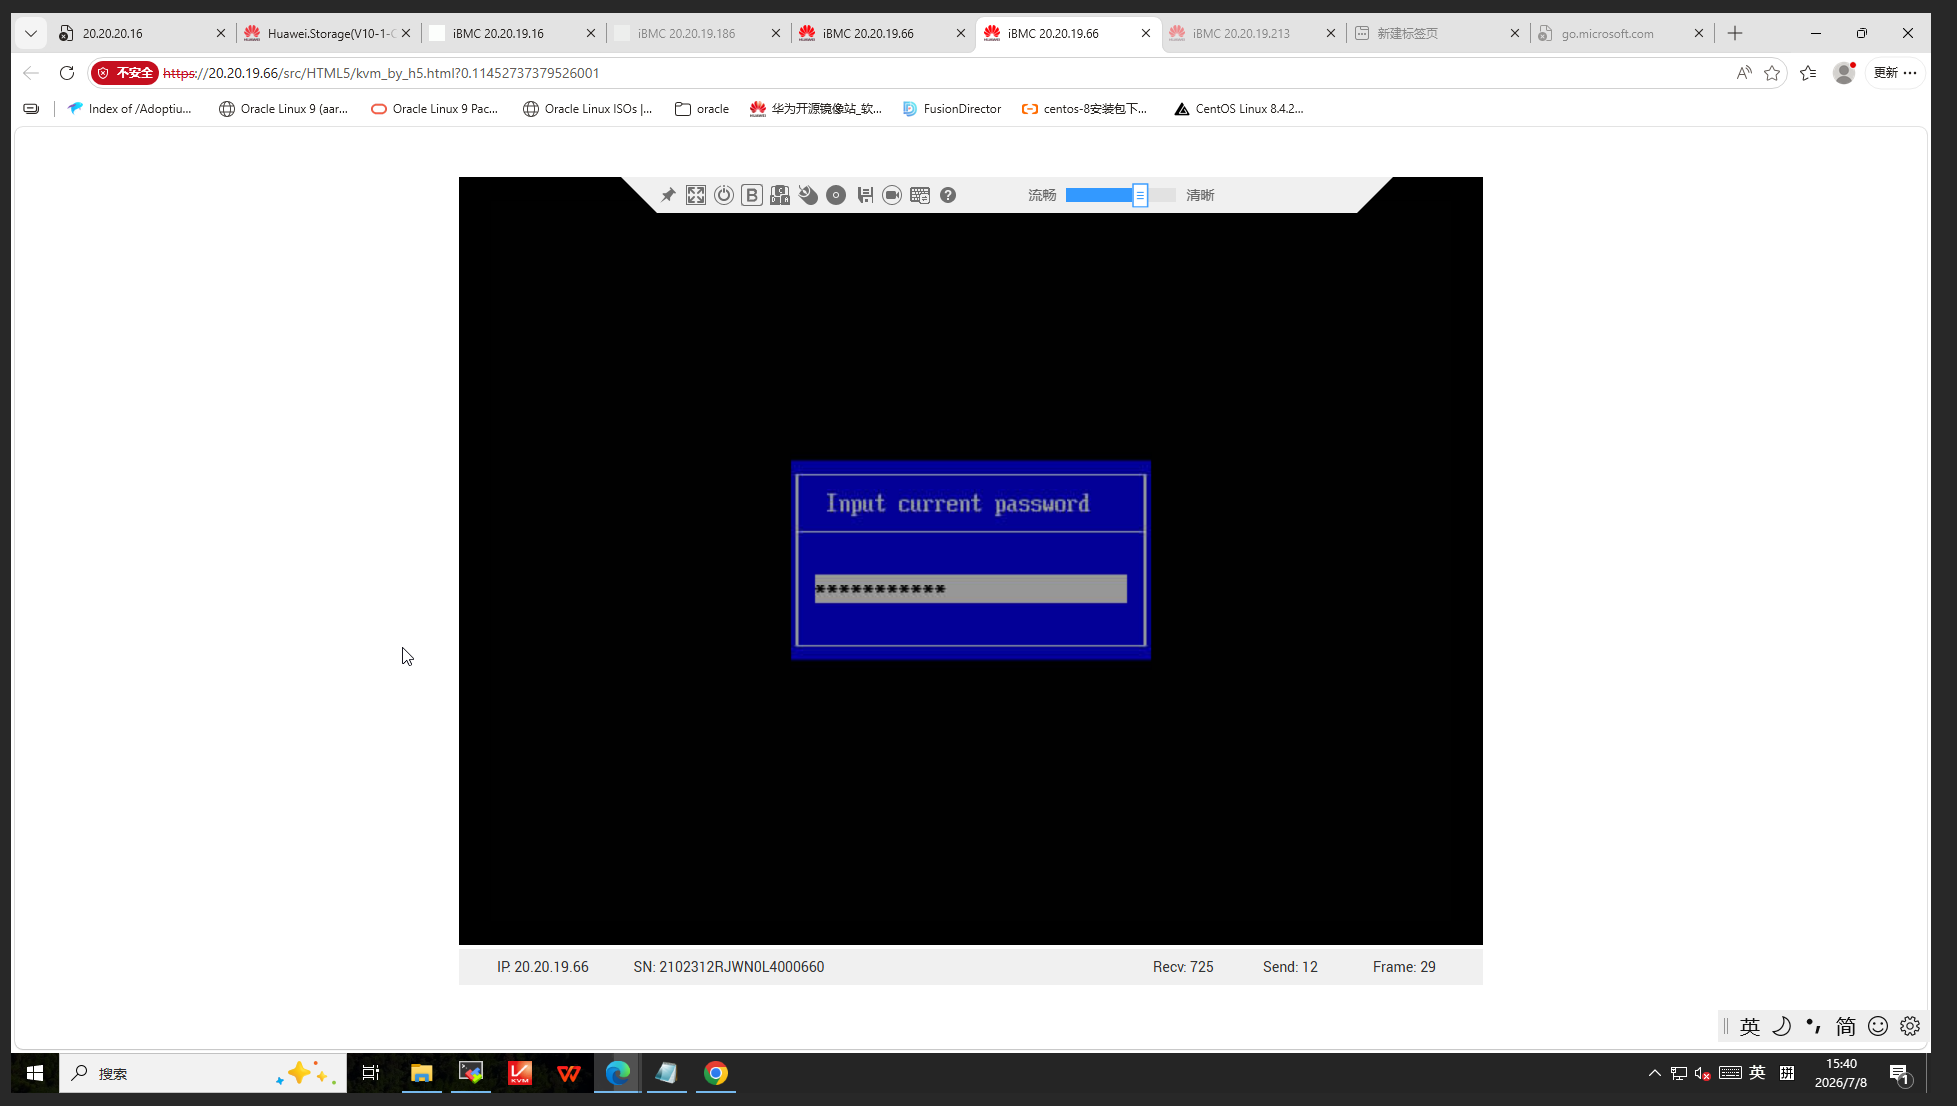 20.20.20.16
Huawei.Storage(V10-1-C
iBMC 20.20.19.16
iBMC 20.20.19.186
iBMC 20.20.19.66
iBMC 20.20.19.66
iBMC 20.20.19.213
新建标签页
go.microsoft.com
不安全 https://20.20.19.66/src/HTML5/kvm_by_h5.html?0.11452737379526001
更新
Index of /Adoptiu...
Oracle Linux 9 (aar...
Oracle Linux 9 Pac...
Oracle Linux ISOs |...
oracle
华为开源镜像站_软...
FusionDirector
centos-8安装包下...
CentOS Linux 8.4.2...
流畅 清晰
Input current password
***********
IP: 20.20.19.66 SN: 2102312RJWN0L4000660 Recv: 725 Send: 12 Frame: 29
英 简
搜索
英 拼
15:40
2026/7/8
1